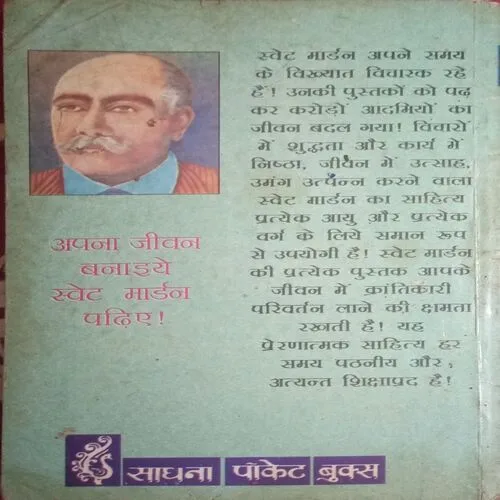 स्वेट मार्डन अपने समय
के विख्यात विचारक रहे
हैं! उनकी पुस्तकों को पढ़
कर करोड़ों आदमियों का
जीवन बदल गया! विचारों
में शुद्धता और कार्य में
निष्ठा, जीवन में उत्साह,
उमंग उत्पन्न करने वाला
स्वेट मार्डन का साहित्य
प्रत्येक आयु और प्रत्येक
वर्ग के लिये समान रूप
से उपयोगी है! स्वेट मार्डन
की प्रत्येक पुस्तक आपके
जीवन में क्रांतिकारी
परिवर्तन लाने की क्षमता
रखती है! यह
प्रेरणात्मक साहित्य हर
समय पठनीय और,
अत्यन्त शिक्षाप्रद है!
अपना जीवन
बनाइये
स्वेट मार्डन
पढ़िए!
साधना पॉकेट बुक्स